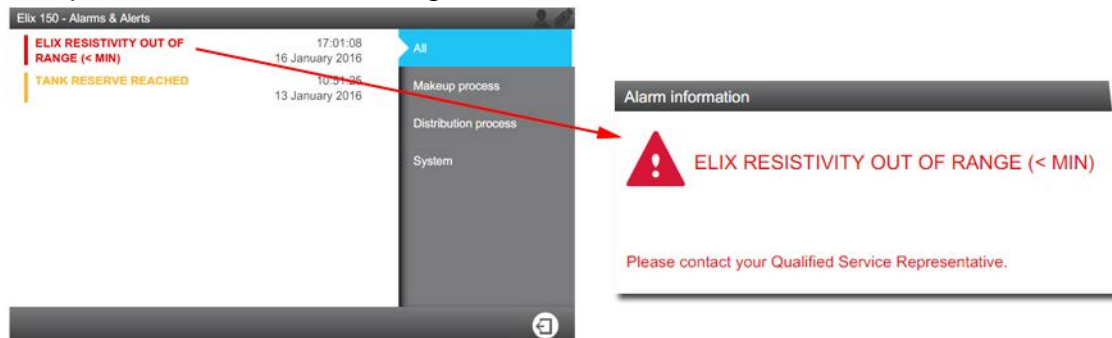 Elix 150 - Alarms & Alerts
ELIX RESISTIVITY OUT OF
RANGE (< MIN)
17:01:08
16 January 2016
TANK RESERVE REACHED
10:51:25
13 January 2016
All
Makeup process
Distribution process
System
Alarm information
ELIX RESISTIVITY OUT OF RANGE (< MIN)
Please contact your Qualified Service Representative.